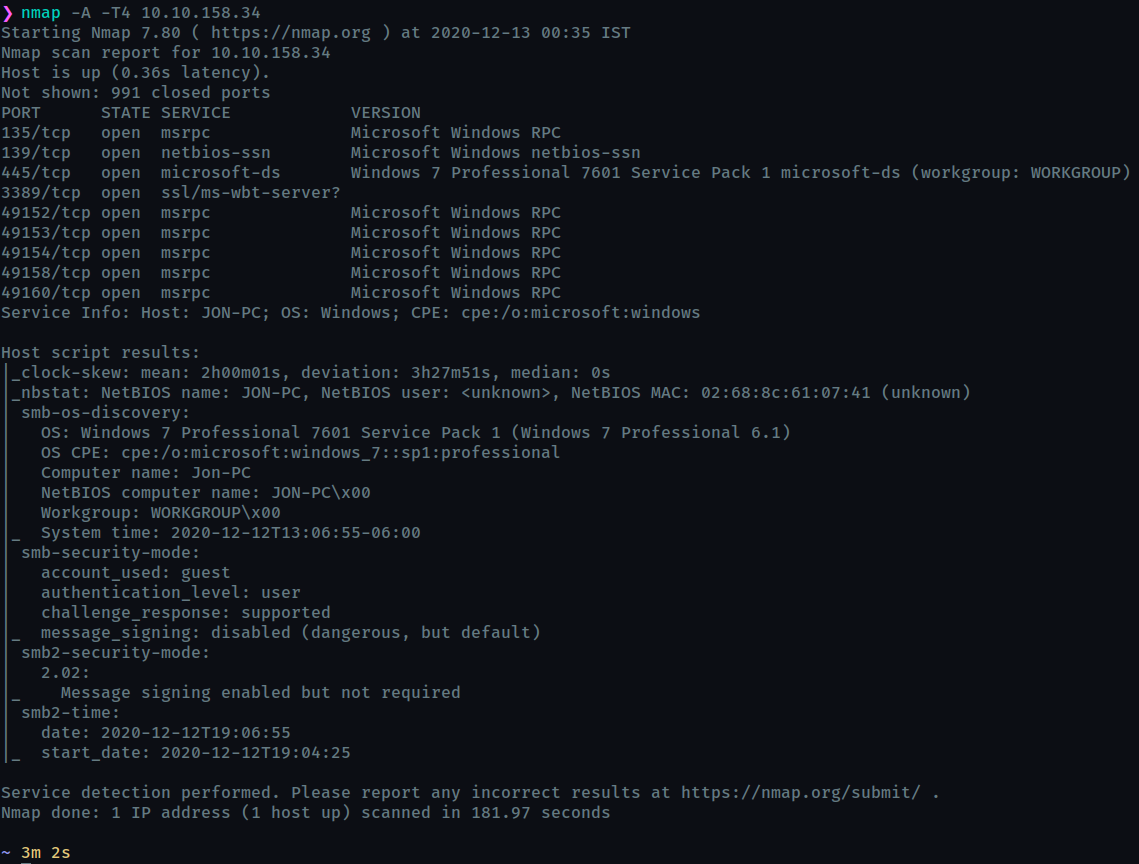 ❯ nmap -A -T4 10.10.158.34
Starting Nmap 7.80 ( https://nmap.org ) at 2020-12-13 00:35 IST
Nmap scan report for 10.10.158.34
Host is up (0.36s latency).
Not shown: 991 closed ports
PORT      STATE SERVICE            VERSION
135/tcp   open  msrpc              Microsoft Windows RPC
139/tcp   open  netbios-ssn        Microsoft Windows netbios-ssn
445/tcp   open  microsoft-ds       Windows 7 Professional 7601 Service Pack 1 microsoft-ds (workgroup: WORKGROUP)
3389/tcp  open  ssl/ms-wbt-server?
49152/tcp open  msrpc              Microsoft Windows RPC
49153/tcp open  msrpc              Microsoft Windows RPC
49154/tcp open  msrpc              Microsoft Windows RPC
49158/tcp open  msrpc              Microsoft Windows RPC
49160/tcp open  msrpc              Microsoft Windows RPC
Service Info: Host: JON-PC; OS: Windows; CPE: cpe:/o:microsoft:windows

Host script results:
|_clock-skew: mean: 2h00m01s, deviation: 3h27m51s, median: 0s
|_nbstat: NetBIOS name: JON-PC, NetBIOS user: <unknown>, NetBIOS MAC: 02:68:8c:61:07:41 (unknown)
| smb-os-discovery:
|   OS: Windows 7 Professional 7601 Service Pack 1 (Windows 7 Professional 6.1)
|   OS CPE: cpe:/o:microsoft:windows_7::sp1:professional
|   Computer name: Jon-PC
|   NetBIOS computer name: JON-PC\x00
|   Workgroup: WORKGROUP\x00
|_  System time: 2020-12-12T13:06:55-06:00
| smb-security-mode:
|   account_used: guest
|   authentication_level: user
|   challenge_response: supported
|_  message_signing: disabled (dangerous, but default)
| smb2-security-mode:
|   2.02:
|_    Message signing enabled but not required
| smb2-time:
|   date: 2020-12-12T19:06:55
|_  start_date: 2020-12-12T19:04:25

Service detection performed. Please report any incorrect results at https://nmap.org/submit/ .
Nmap done: 1 IP address (1 host up) scanned in 181.97 seconds

~ 3m 2s